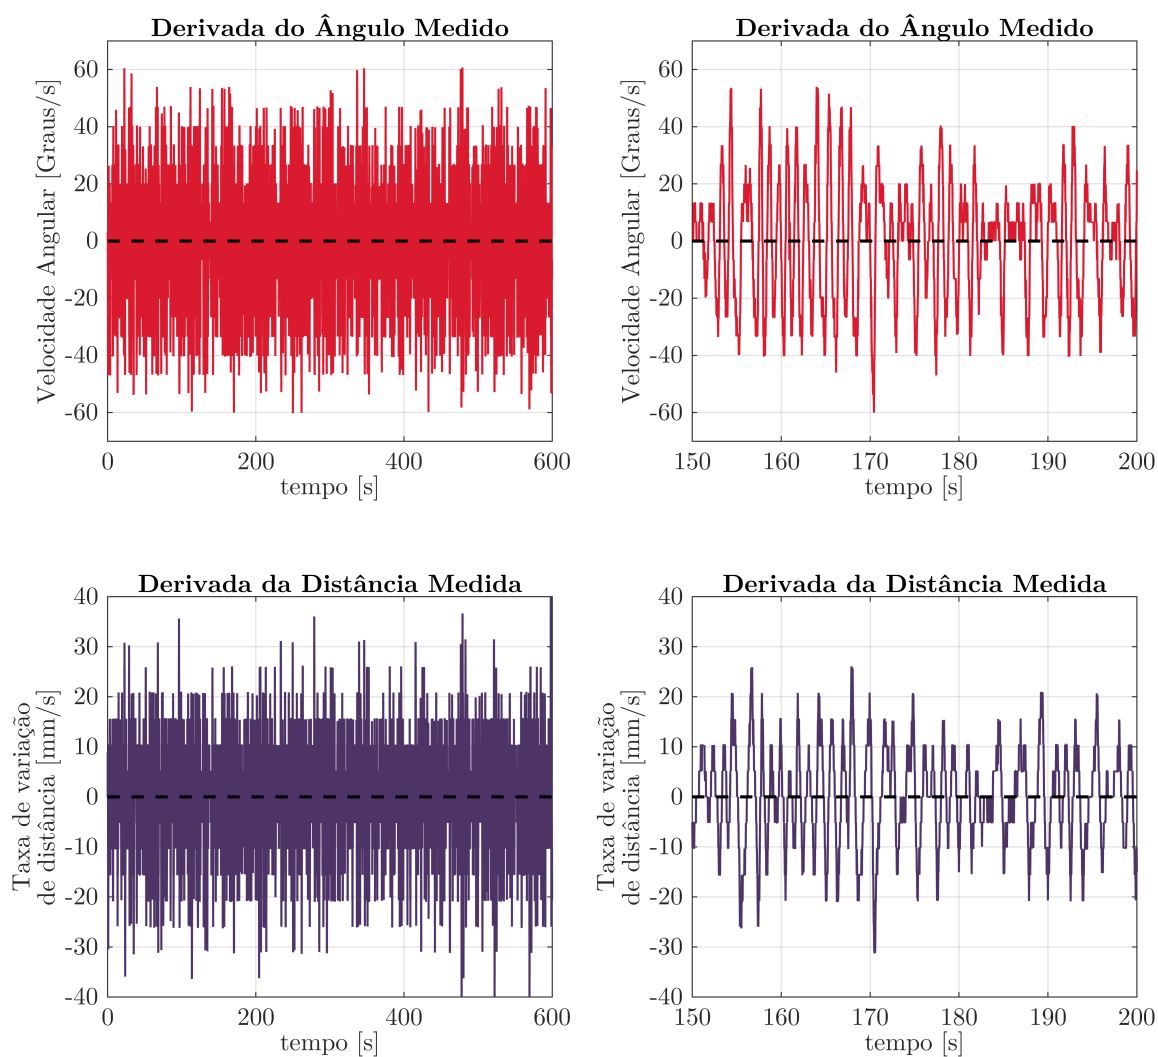 Derivada do Ângulo Medido
Velocidade Angular [Graus/s]
60
40
20
0
-20
-40
-60
0 200 400 600
tempo [s]
Derivada do Ângulo Medido
Velocidade Angular [Graus/s]
60
40
20
0
-20
-40
-60
150 160 170 180 190 200
tempo [s]
Derivada da Distância Medida
Taxa de variação
de distância [mm/s]
40
30
20
10
0
-10
-20
-30
-40
0 200 400 600
tempo [s]
Derivada da Distância Medida
Taxa de variação
de distância [mm/s]
40
30
20
10
0
-10
-20
-30
-40
150 160 170 180 190 200
tempo [s]